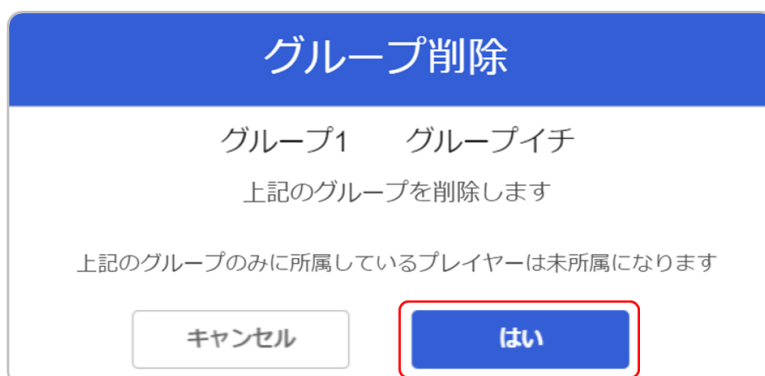 グループ削除
グループ1 グループイチ
上記のグループを削除します
上記のグループのみに所属しているプレイヤーは未所属になります
キャンセル はい